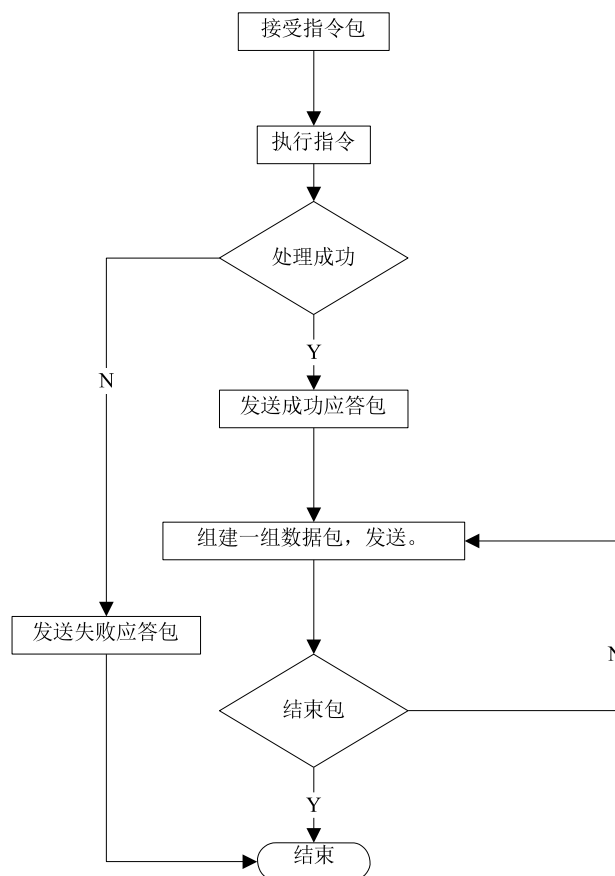 接受指令包
执行指令
处理成功
Y
N
发送成功应答包
组建一组数据包，发送。
发送失败应答包
N
结束包
Y
结束